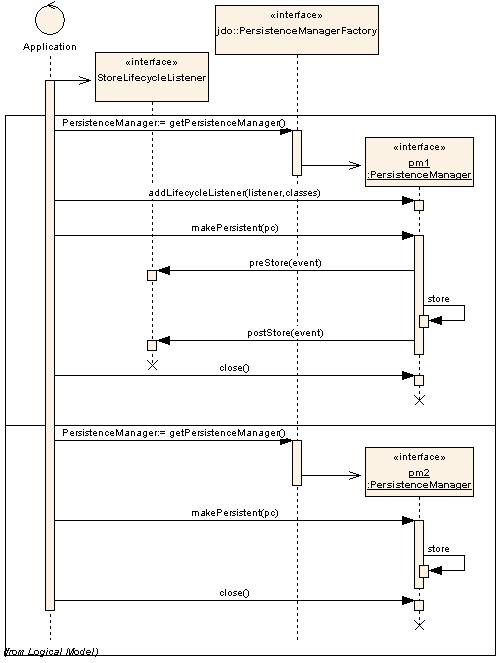 «interface»
jdo::PersistenceManagerFactory
Application
«interface»
StoreLifecycleListener
PersistenceManager:= getPersistenceManager()
«interface»
pm1
:PersistenceManager
addLifecycleListener(listener,classes)
makePersistent(pc)
preStore(event)
store
postStore(event)
close()
PersistenceManager:= getPersistenceManager()
«interface»
pm2
:PersistenceManager
makePersistent(pc)
store
close()
(from Logical Model)